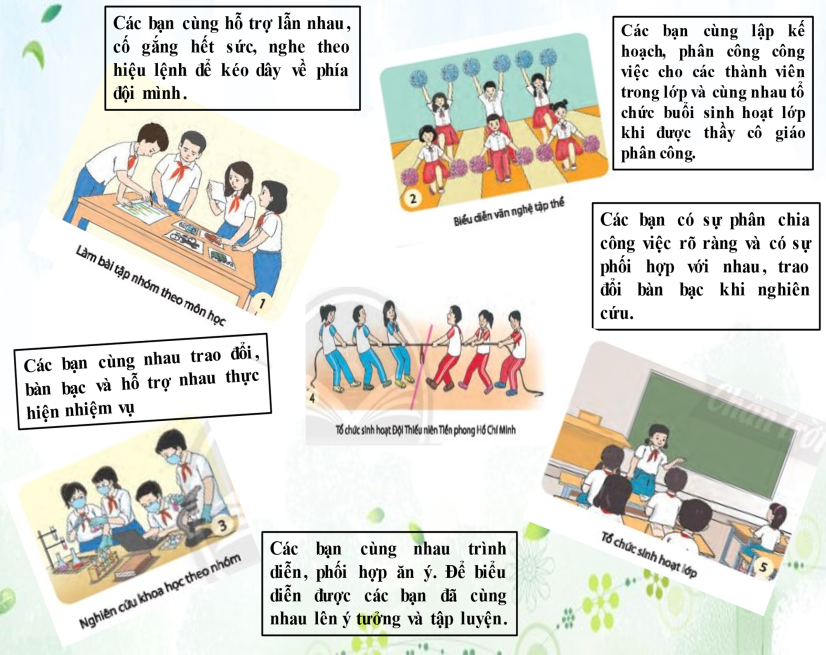 Các bạn cùng hỗ trợ lẫn nhau,
cố gắng hết sức, nghe theo
hiệu lệnh để kéo dây về phía
đội mình.
Các bạn cùng lập kế
hoạch, phân công công
việc cho các thành viên
trong lớp và cùng nhau tổ
chức buổi sinh hoạt lớp
khi được thầy cô giáo
phân công.
2
Biểu diễn văn nghệ tập thể
1
Làm bài tập nhóm theo môn học
Các bạn có sự phân chia
công việc rõ ràng và có sự
phối hợp với nhau, trao
đổi bàn bạc khi nghiên
cứu.
Các bạn cùng nhau trao đổi,
bàn bạc và hỗ trợ nhau thực
hiện nhiệm vụ
4
Tổ chức sinh hoạt Đội Thiếu niên Tiền phong Hồ Chí Minh
Chân trời
3
Nghiên cứu khoa học theo nhóm
5
Tổ chức sinh hoạt lớp
Các bạn cùng nhau trình
diễn, phối hợp ăn ý. Để biểu
diễn được các bạn đã cùng
nhau lên ý tưởng và tập luyện.